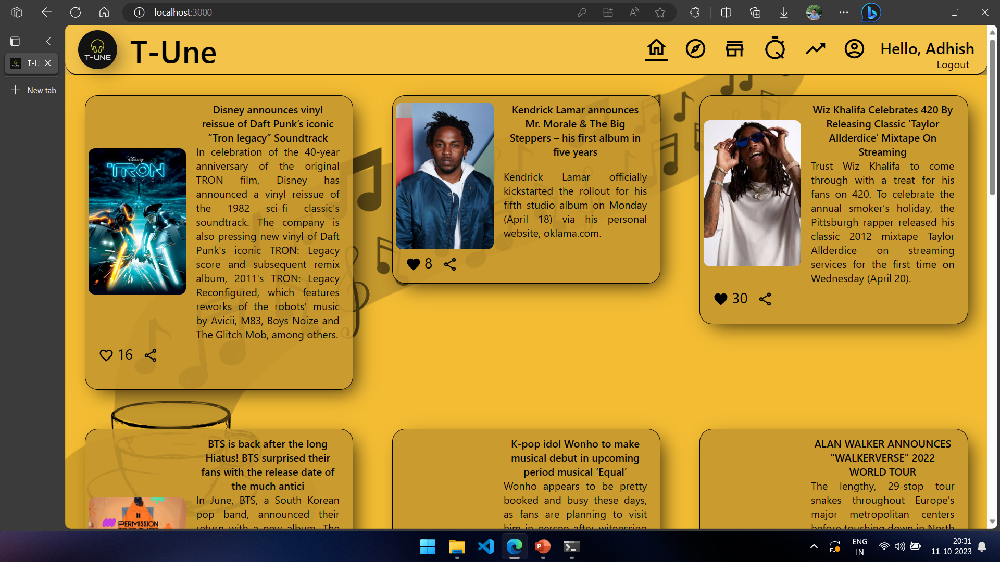 localhost:3000
T-U
New tab
T-UNE
T-Une
Hello, Adhish
Logout
Disney announces vinyl
reissue of Daft Punk’s iconic
“Tron legacy” Soundtrack
In celebration of the 40-year
anniversary of the original
TRON film, Disney has
announced a vinyl reissue of
the 1982 sci-fi classic's
soundtrack. The company is
also pressing new vinyl of Daft
Punk's iconic TRON: Legacy
score and subsequent remix
album, 2011's TRON: Legacy
Reconfigured, which features
reworks of the robots' music
by Avicii, M83, Boys Noize and
The Glitch Mob, among others.
Disney
TRON
LEGACY
16
Kendrick Lamar announces
Mr. Morale & The Big
Steppers – his first album in
five years
Kendrick Lamar officially
kickstarted the rollout for his
fifth studio album on Monday
(April 18) via his personal
website, oklama.com.
8
Wiz Khalifa Celebrates 420 By
Releasing Classic 'Taylor
Allderdice' Mixtape On
Streaming
Trust Wiz Khalifa to come
through with a treat for his
fans on 420. To celebrate the
annual smoker’s holiday, the
Pittsburgh rapper released his
classic 2012 mixtape Taylor
Allderdice on streaming
services for the first time on
Wednesday (April 20).
30
BTS is back after the long
Hiatus! BTS surprised their
fans with the release date of
the much antici
In June, BTS, a South Korean
pop band, announced their
return with a new album. The
PERMISSION
TO DANCE
K-pop idol Wonho to make
musical debut in upcoming
period musical ‘Equal’
Wonho appears to be pretty
booked and busy these days,
as fans are planning to visit
him in person after witnessing
ALAN WALKER ANNOUNCES
"WALKERVERSE" 2022
WORLD TOUR
The lengthy, 29-stop tour
snakes throughout Europe's
major metropolitan centers
before touching down in North
ENG
IN
20:31
11-10-2023